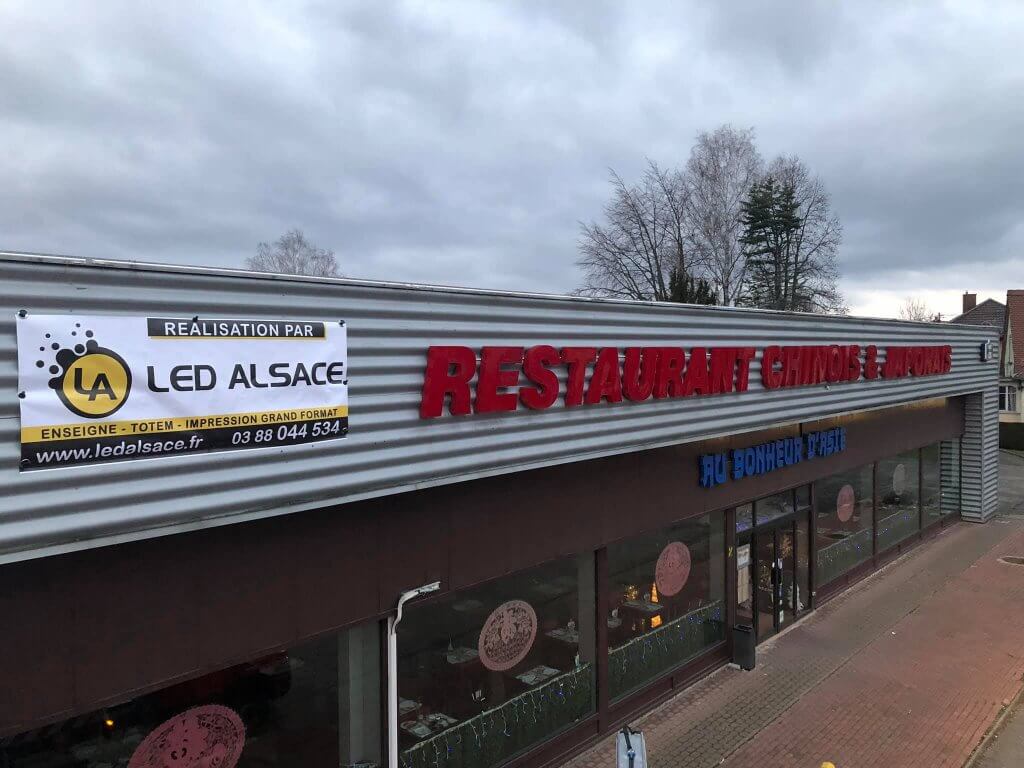 RÉALISATION PAR
LA LED ALSACE
ENSEIGNE - TOTEM - IMPRESSION GRAND FORMAT
www.ledalsace.fr 03 88 044 534
RESTAURANT CHINOIS & JAPONAIS
AU BONHEUR D'ASIE